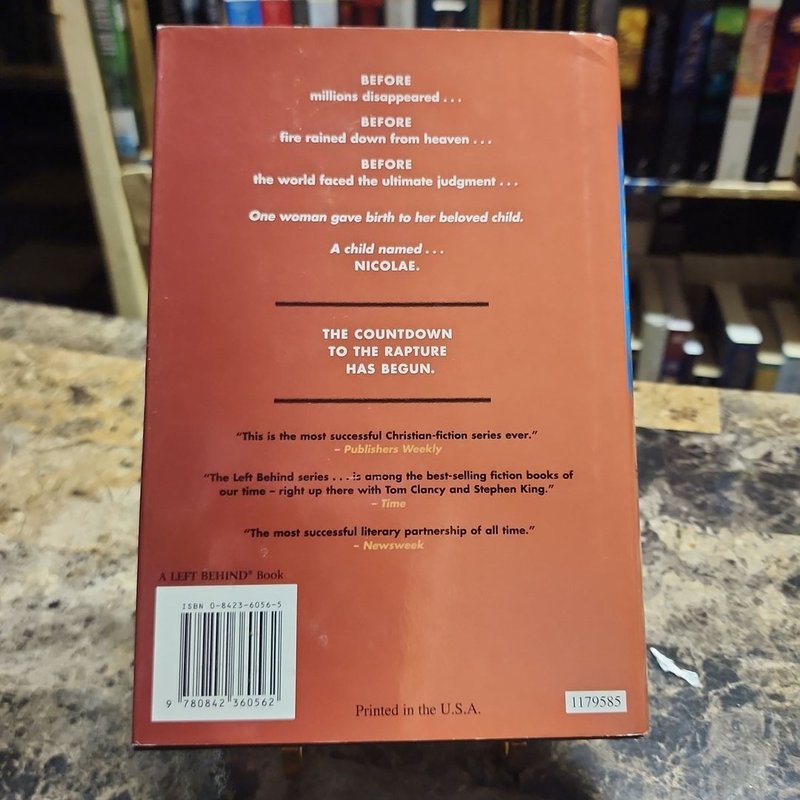 BEFORE
millions disappeared . . .
BEFORE
fire rained down from heaven . . .
BEFORE
the world faced the ultimate judgment . . .
One woman gave birth to her beloved child.
A child named . . .
NICOLAE.
THE COUNTDOWN
TO THE RAPTURE
HAS BEGUN.
“This is the most successful Christian-fiction series ever.”
– Publishers Weekly
“The Left Behind series . . . is among the best-selling fiction books of
our time – right up there with Tom Clancy and Stephen King.”
– Time
“The most successful literary partnership of all time.”
– Newsweek
A LEFT BEHIND® Book
ISBN 0-8423-6056-5
9 780842 360562
Printed in the U.S.A.
1179585